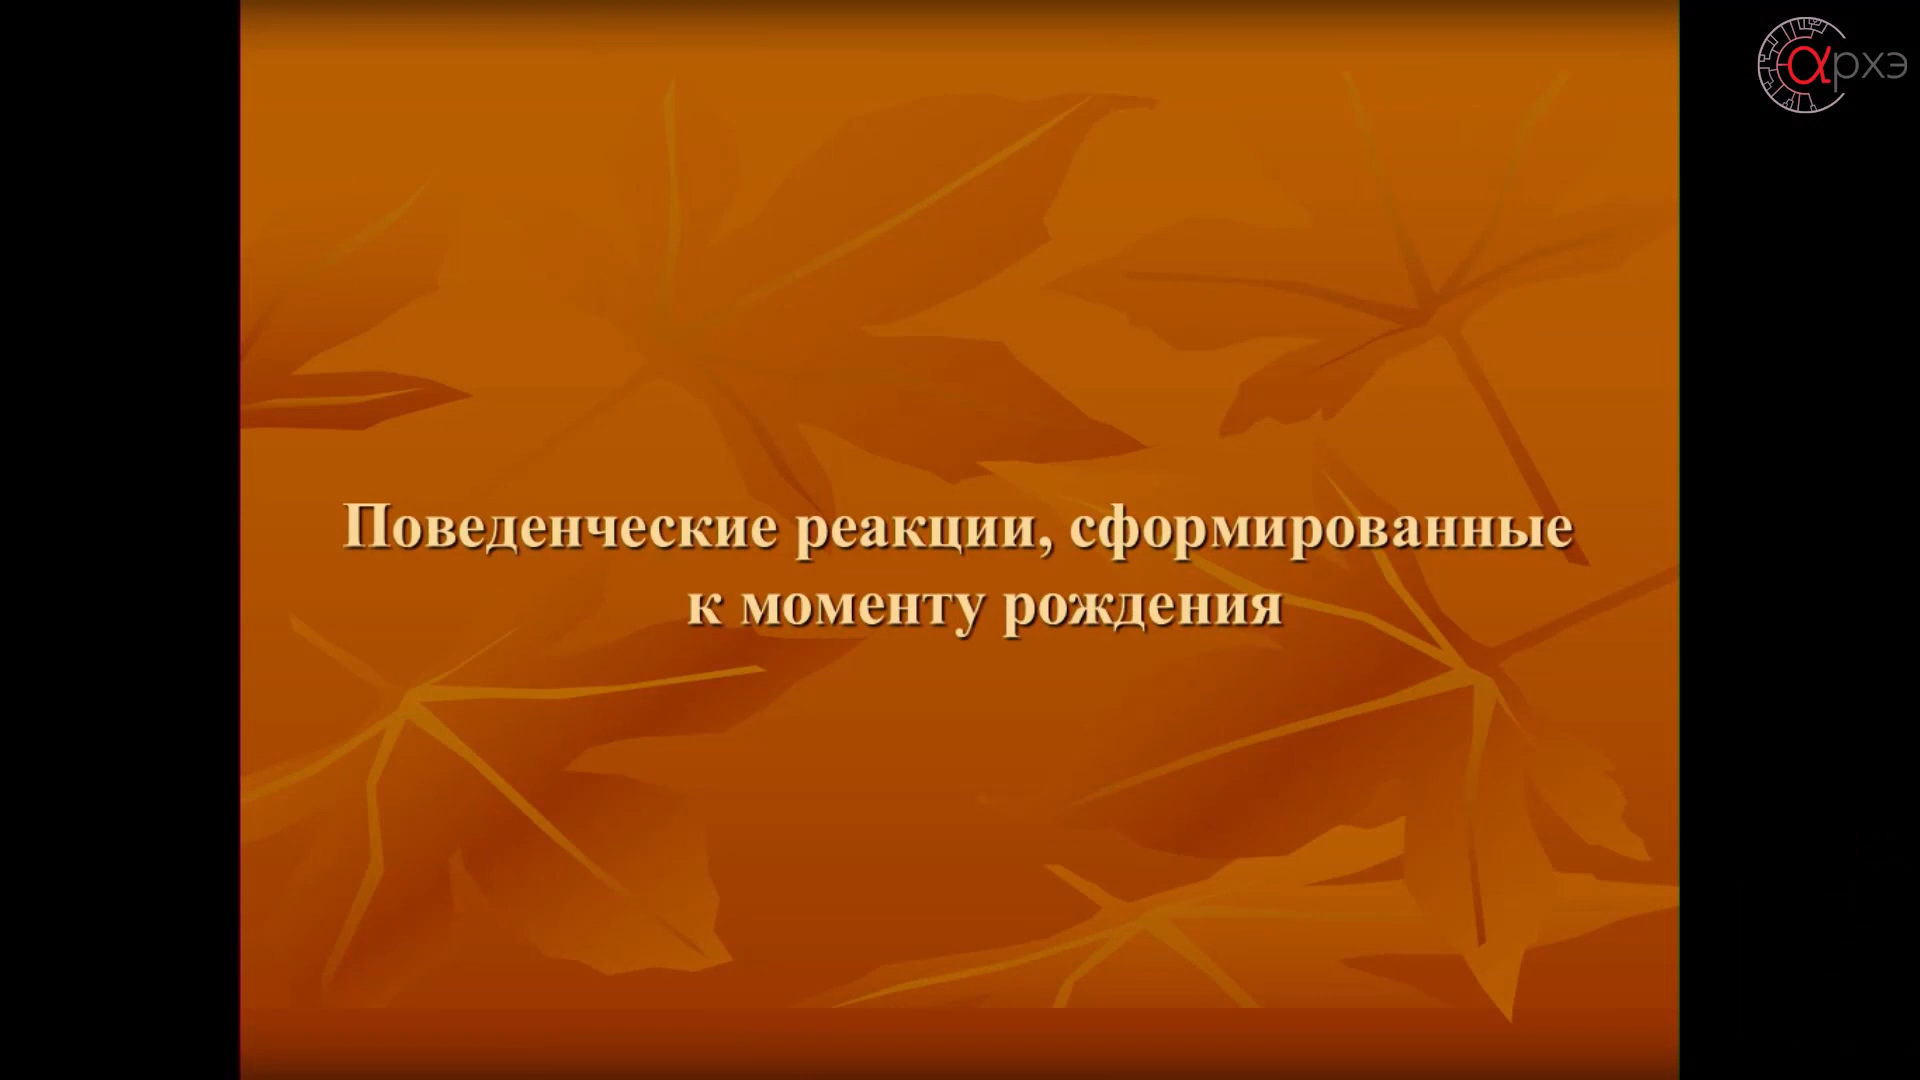 αрхэ
Поведенческие реакции, сформированные
к моменту рождения